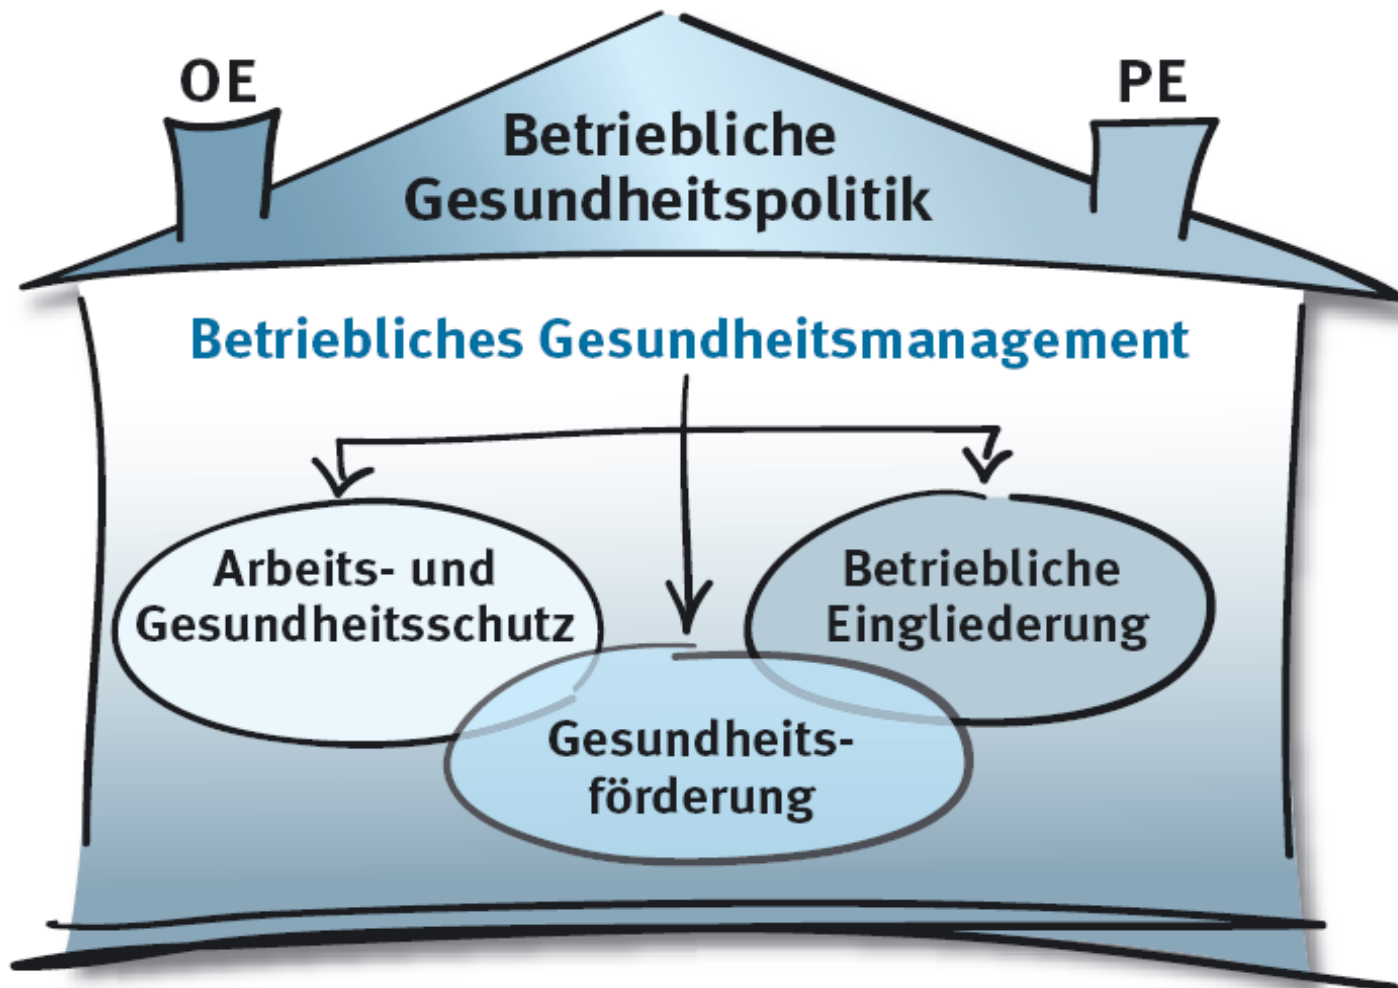 OE
PE
Betriebliche
Gesundheitspolitik
Betriebliches Gesundheitsmanagement
Arbeits- und
Gesundheitsschutz
Betriebliche
Eingliederung
Gesundheits-
förderung